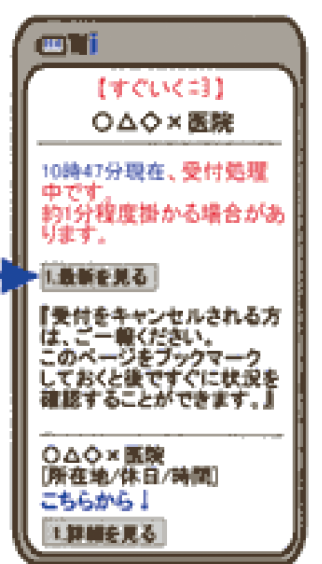 【すぐいくﾆﾖ】
○△◇×医院
10時47分現在、受付処理
中です。
約1分程度掛かる場合があ
ります。
1.最新を見る
『受付をキャンセルされる方
は、ご一報ください。
このページをブックマーク
しておくと後ですぐに状況を
確認することができます。』
○△◇×医院
[所在地/休日/時間]
こちらから↓
1.詳細を見る